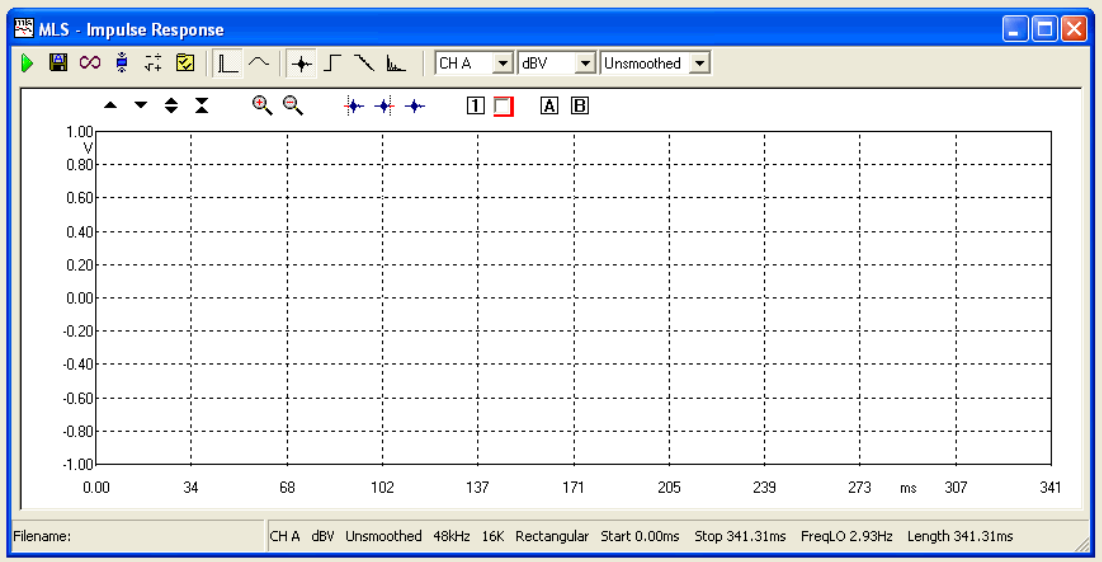 MLS - Impulse Response
CH A dBV Unsmoothed
1 A B
1.00
V
0.80
0.60
0.40
0.20
0.00
-0.20
-0.40
-0.60
-0.80
-1.00
0.00 34 68 102 137 171 205 239 273 ms 307 341
Filename: CH A dBV Unsmoothed 48kHz 16K Rectangular Start 0.00ms Stop 341.31ms FreqLO 2.93Hz Length 341.31ms